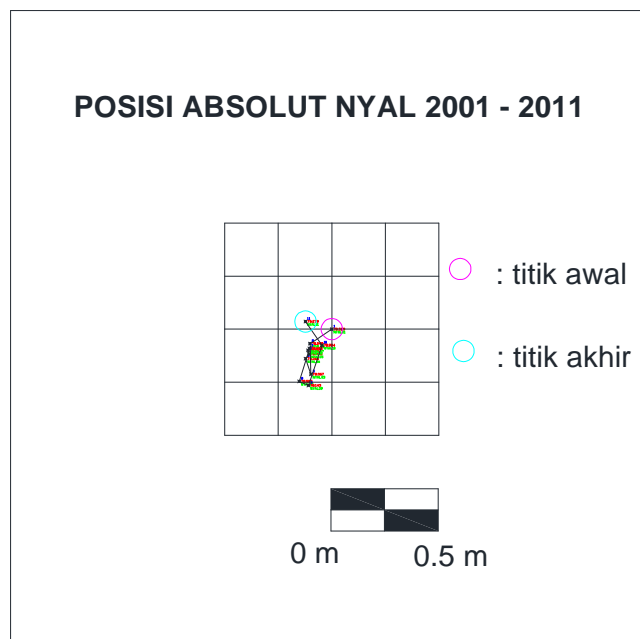 POSISI ABSOLUT NYAL 2001 - 2011
: titik awal
: titik akhir
0 m
0.5 m